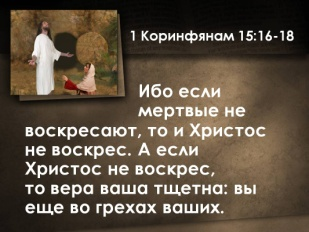 1 Коринфянам 15:16-18
Ибо если
мертвые не
воскресают, то и Христос
не воскрес. А если
Христос не воскрес,
то вера ваша тщетна: вы
еще во грехах ваших.